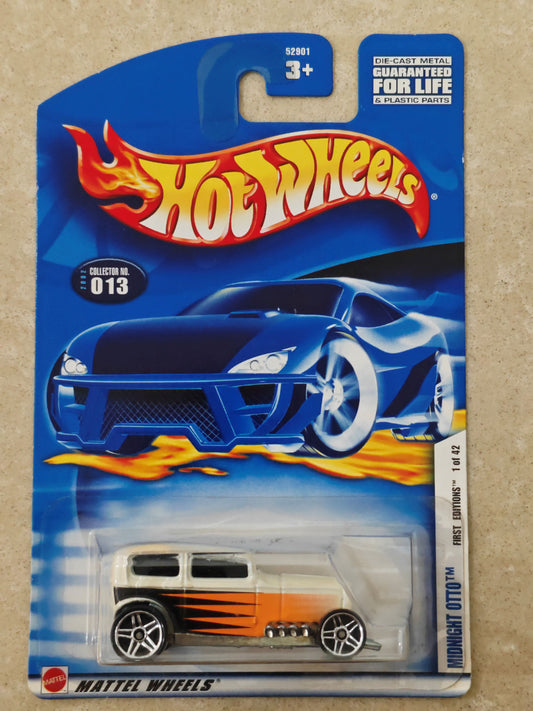 52901
3+
DIE-CAST METAL
GUARANTEED
FOR LIFE
& PLASTIC PARTS
HOT WHEELS®
2002
COLLECTOR NO.
013
FIRST EDITIONS™ 1 of 42
MIDNIGHT OTTO™
MATTEL
MATTEL WHEELS®